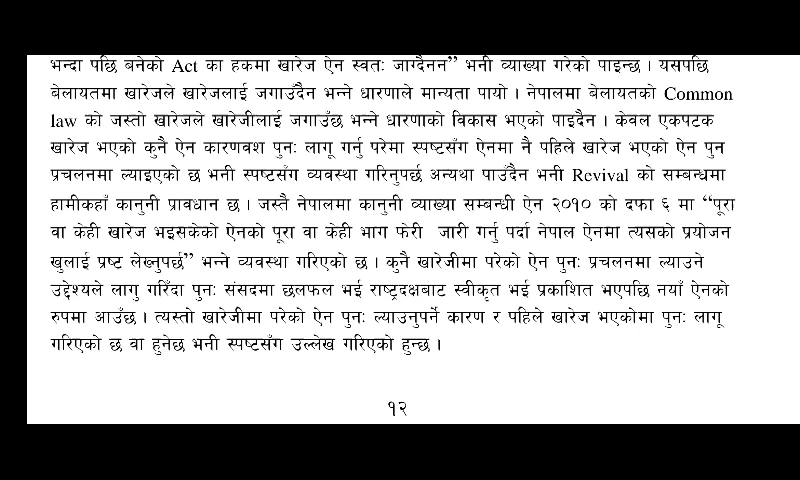 भन्दा पछि बनेको Act का हकमा खारेज ऐन स्वतः जाग्दैनन” भनी व्याख्या गरेको पाइन्छ । यसपछि
बेलायतमा खारेजले खारेजलाई जगाउँदैन भन्ने धारणाले मान्यता पायो । नेपालमा बेलायतको Common
law को जस्तो खारेजले खारेजीलाई जगाउँछ भन्ने धारणाको विकास भएको पाइदैन । केवल एकपटक
खारेज भएको कुनै ऐन कारणवश पुनः लागू गर्नु परेमा स्पष्टसँग ऐनमा नै पहिले खारेज भएको ऐन पुन
प्रचलनमा ल्याइएको छ भनी स्पष्टसँग व्यवस्था गरिनुपर्छ अन्यथा पाउँदैन भनी Revival को सम्बन्धमा
हामीकहाँ कानुनी प्रावधान छ । जस्तै नेपालमा कानुनी व्याख्या सम्बन्धी ऐन २०१० को दफा ६ मा “पूरा
वा केही खारेज भइसकेको ऐनको पूरा वा केही भाग फेरी जारी गर्नु पर्दा नेपाल ऐनमा त्यसको प्रयोजन
खुलाई प्रष्ट लेख्नुपर्छ” भन्ने व्यवस्था गरिएको छ । कुनै खारेजीमा परेको ऐन पुनः प्रचलनमा ल्याउने
उद्देश्यले लागु गरिँदा पुनः संसदमा छलफल भई राष्ट्रदक्षबाट स्वीकृत भई प्रकाशित भएपछि नयाँ ऐनको
रुपमा आउँछ । त्यस्तो खारेजीमा परेको ऐन पुनः ल्याउनुपर्ने कारण र पहिले खारेज भएकोमा पुनः लागू
गरिएको छ वा हुनेछ भनी स्पष्टसँग उल्लेख गरिएको हुन्छ ।
१२